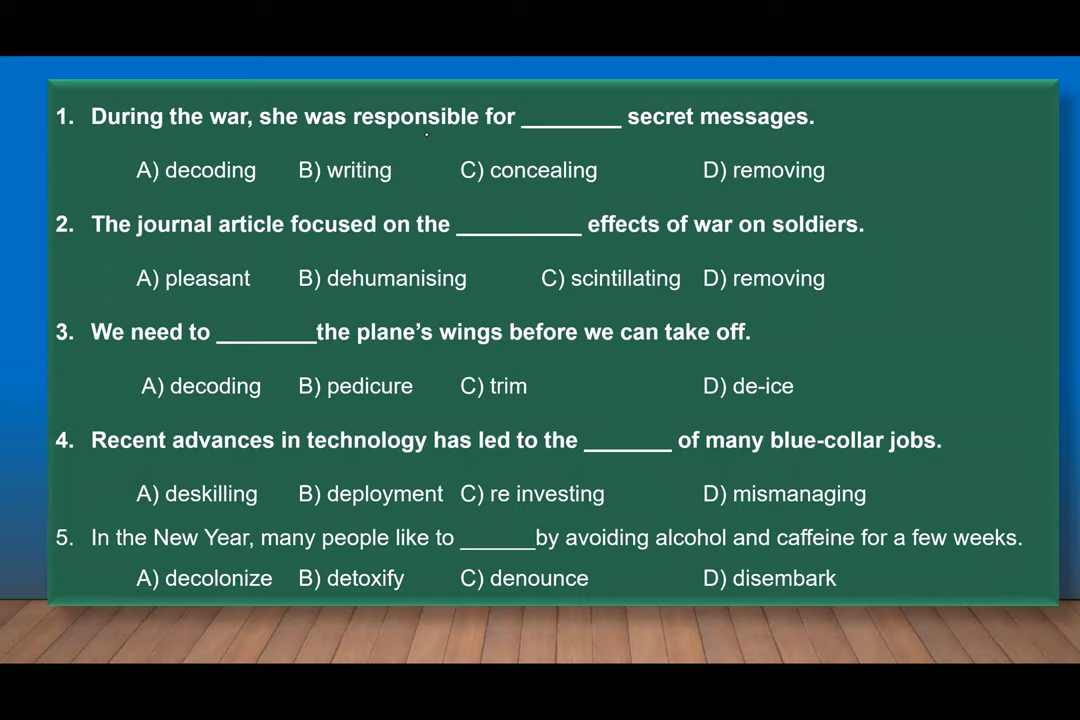 1. During the war, she was responsible for ________ secret messages.
A) decoding B) writing C) concealing D) removing
2. The journal article focused on the __________ effects of war on soldiers.
A) pleasant B) dehumanising C) scintillating D) removing
3. We need to ________the plane’s wings before we can take off.
A) decoding B) pedicure C) trim D) de-ice
4. Recent advances in technology has led to the _______ of many blue-collar jobs.
A) deskilling B) deployment C) re investing D) mismanaging
5. In the New Year, many people like to ______by avoiding alcohol and caffeine for a few weeks.
A) decolonize B) detoxify C) denounce D) disembark